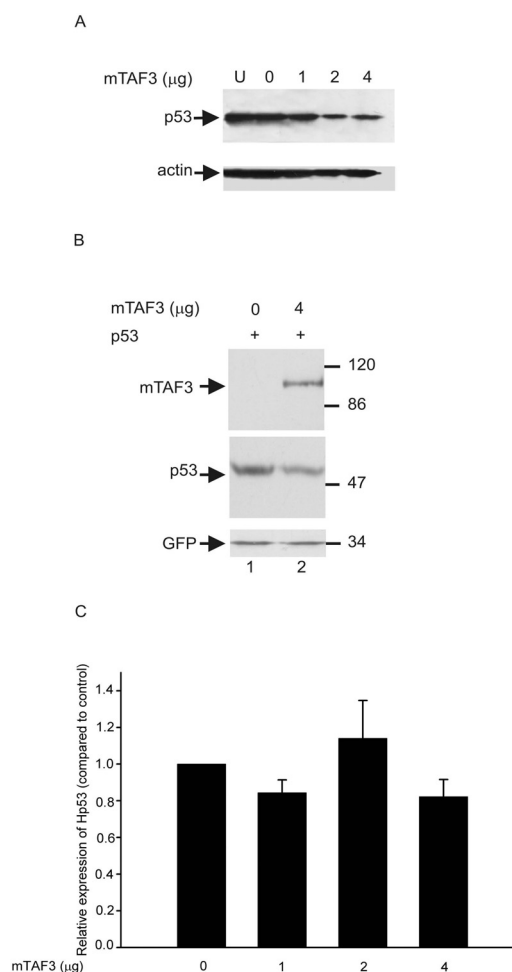 A
mTAF3 (μg) U 0 1 2 4
p53
actin
B
mTAF3 (μg) 0 4
p53 + +
120
mTAF3
86
p53
47
GFP 34
1 2
C
Relative expression of Hp53 (compared to control)
1.4
1.2
1.0
0.8
0.6
0.4
0.2
0.0
mTAF3 (μg) 0 1 2 4